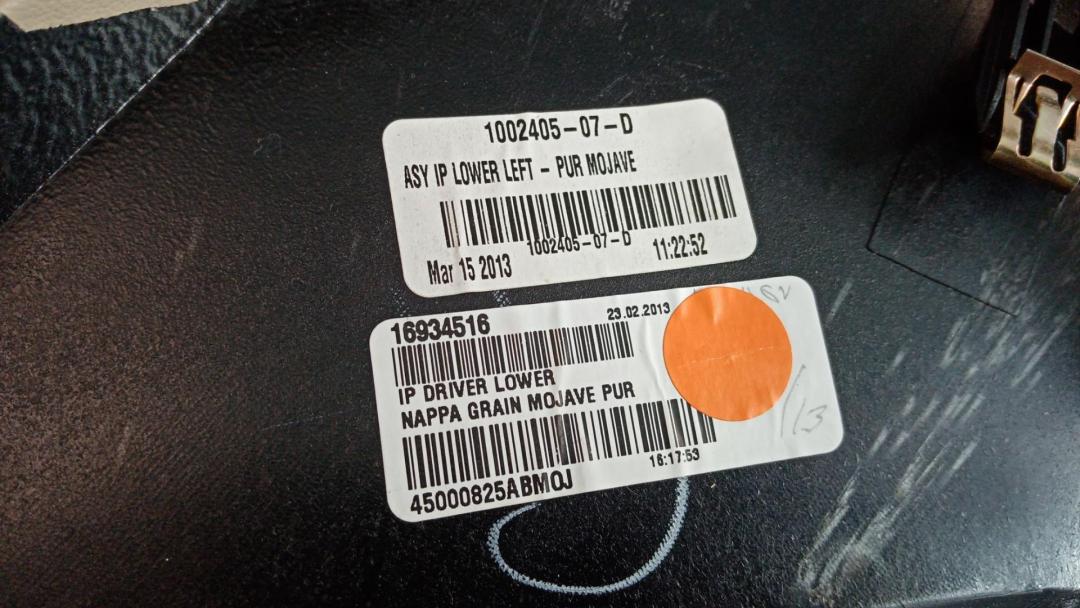 1002405-07-D
ASY IP LOWER LEFT - PUR MOJAVE
1002405-07-D
Mar 15 2013 11:22:52
16934516 23.02.2013
IP DRIVER LOWER
NAPPA GRAIN MOJAVE PUR
16:17:53
45000825ABMOJ
/13